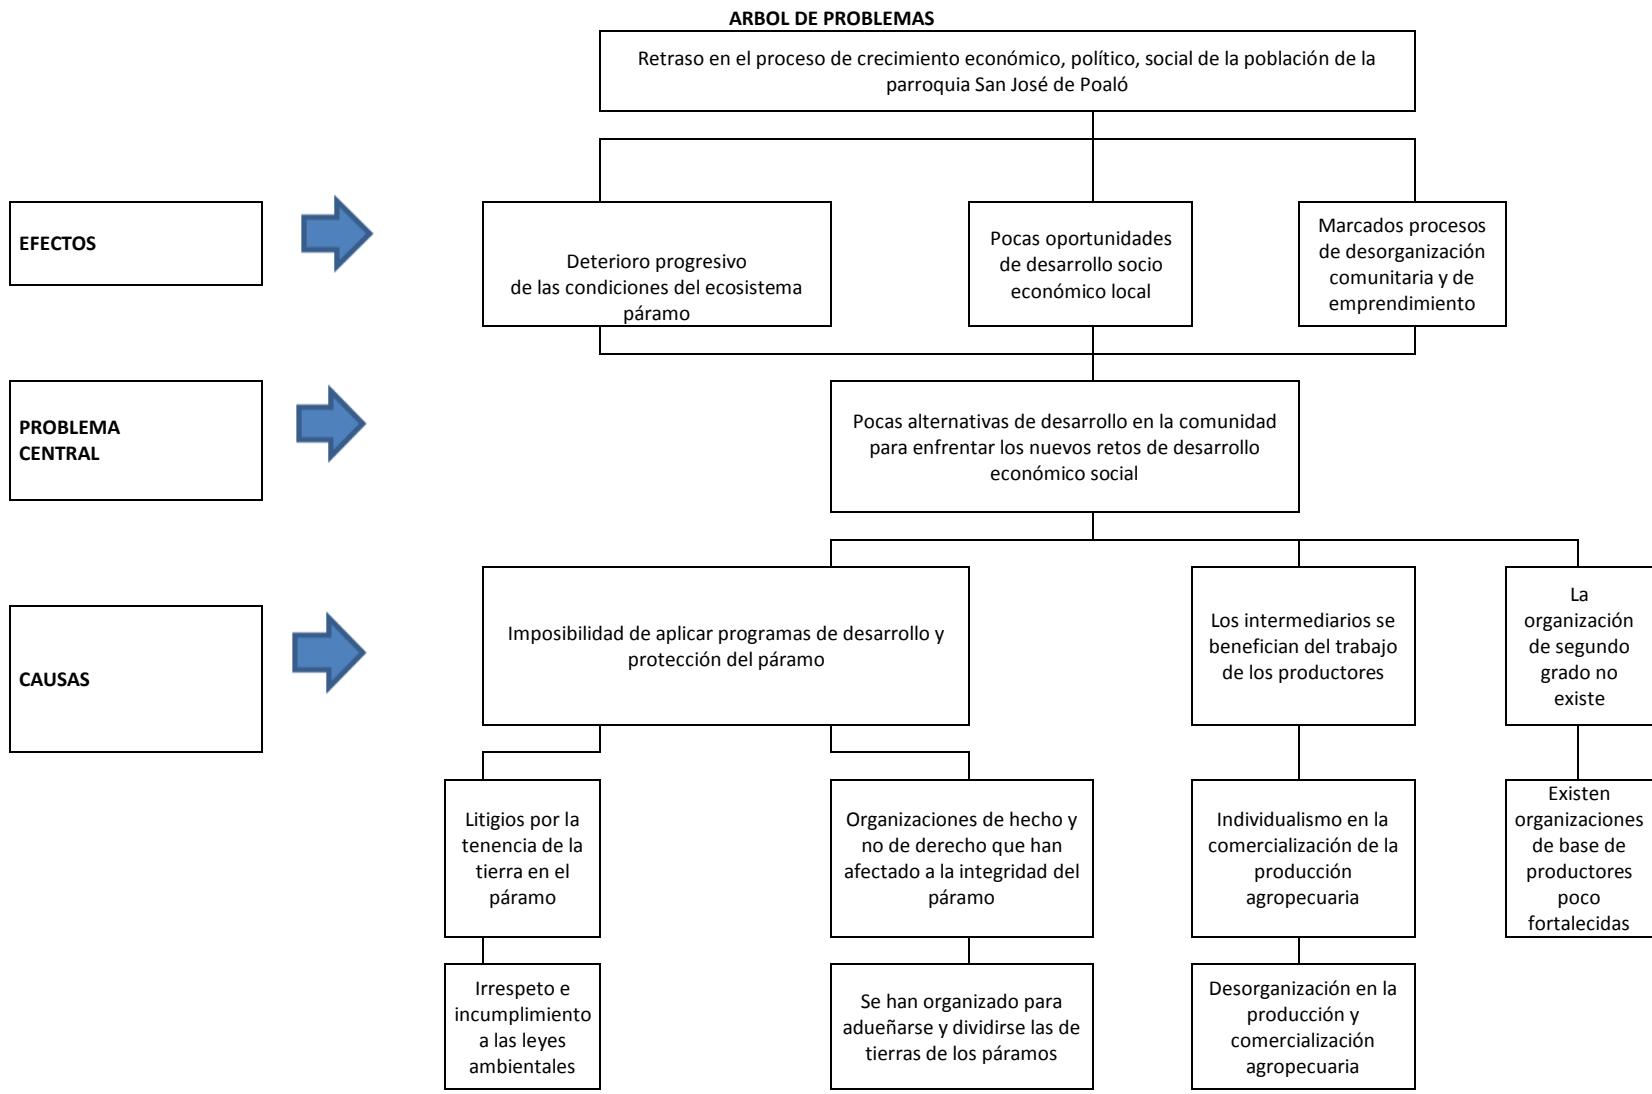 ARBOL DE PROBLEMAS
Retraso en el proceso de crecimiento económico, político, social de la población de la
parroquia San José de Poaló
EFECTOS
Deterioro progresivo
de las condiciones del ecosistema
páramo
Pocas oportunidades
de desarrollo socio
económico local
Marcados procesos
de desorganización
comunitaria y de
emprendimiento
PROBLEMA
CENTRAL
Pocas alternativas de desarrollo en la comunidad
para enfrentar los nuevos retos de desarrollo
económico social
CAUSAS
Imposibilidad de aplicar programas de desarrollo y
protección del páramo
Los intermediarios se
benefician del trabajo
de los productores
La
organización
de segundo
grado no
existe
Litigios por la
tenencia de la
tierra en el
páramo
Organizaciones de hecho y
no de derecho que han
afectado a la integridad del
páramo
Individualismo en la
comercialización de la
producción
agropecuaria
Existen
organizaciones
de base de
productores
poco
fortalecidas
Irrespeto e
incumplimiento
a las leyes
ambientales
Se han organizado para
adueñarse y dividirse las de
tierras de los páramos
Desorganización en la
producción y
comercialización
agropecuaria